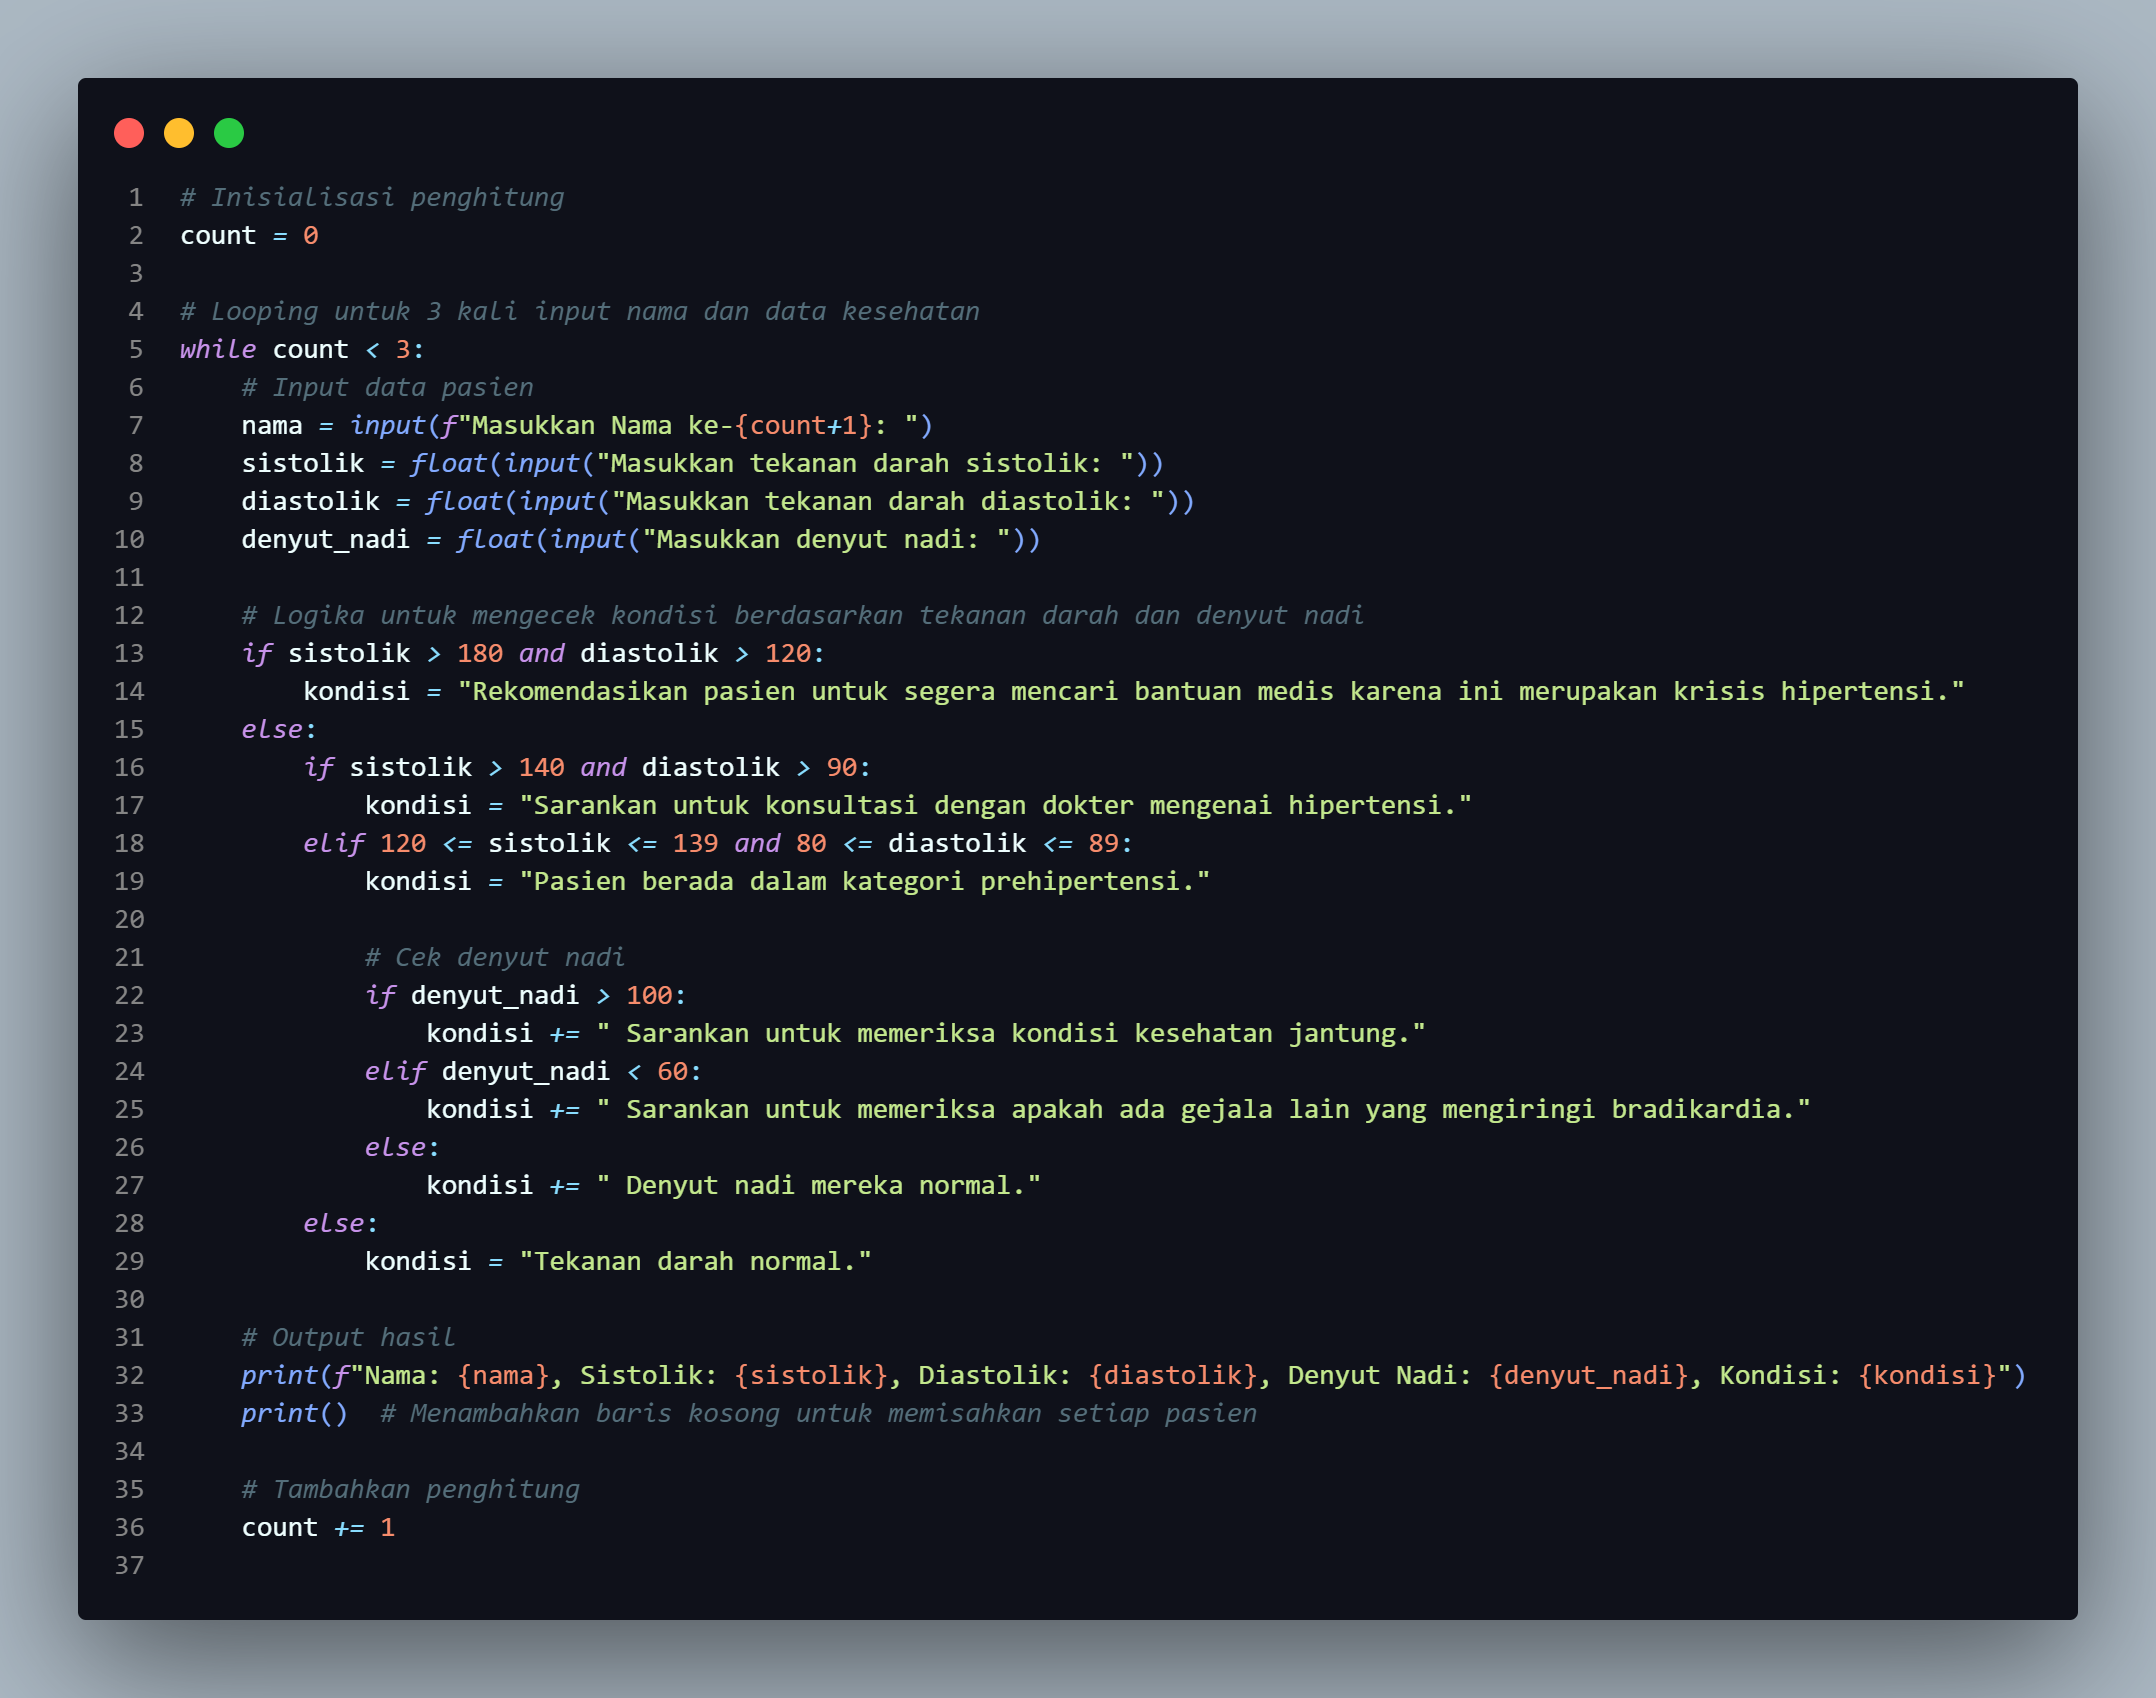 1 # Inisialisasi penghitung
2 count = 0
3
4 # Looping untuk 3 kali input nama dan data kesehatan
5 while count < 3:
6     # Input data pasien
7     nama = input(f"Masukkan Nama ke-{count+1}: ")
8     sistolik = float(input("Masukkan tekanan darah sistolik: "))
9     diastolik = float(input("Masukkan tekanan darah diastolik: "))
10     denyut_nadi = float(input("Masukkan denyut nadi: "))
11
12     # Logika untuk mengecek kondisi berdasarkan tekanan darah dan denyut nadi
13     if sistolik > 180 and diastolik > 120:
14         kondisi = "Rekomendasikan pasien untuk segera mencari bantuan medis karena ini merupakan krisis hipertensi."
15     else:
16         if sistolik > 140 and diastolik > 90:
17             kondisi = "Sarankan untuk konsultasi dengan dokter mengenai hipertensi."
18         elif 120 <= sistolik <= 139 and 80 <= diastolik <= 89:
19             kondisi = "Pasien berada dalam kategori prehipertensi."
20
21             # Cek denyut nadi
22             if denyut_nadi > 100:
23                 kondisi += " Sarankan untuk memeriksa kondisi kesehatan jantung."
24             elif denyut_nadi < 60:
25                 kondisi += " Sarankan untuk memeriksa apakah ada gejala lain yang mengiringi bradikardia."
26             else:
27                 kondisi += " Denyut nadi mereka normal."
28         else:
29             kondisi = "Tekanan darah normal."
30
31     # Output hasil
32     print(f"Nama: {nama}, Sistolik: {sistolik}, Diastolik: {diastolik}, Denyut Nadi: {denyut_nadi}, Kondisi: {kondisi}")
33     print()  # Menambahkan baris kosong untuk memisahkan setiap pasien
34
35     # Tambahkan penghitung
36     count += 1
37